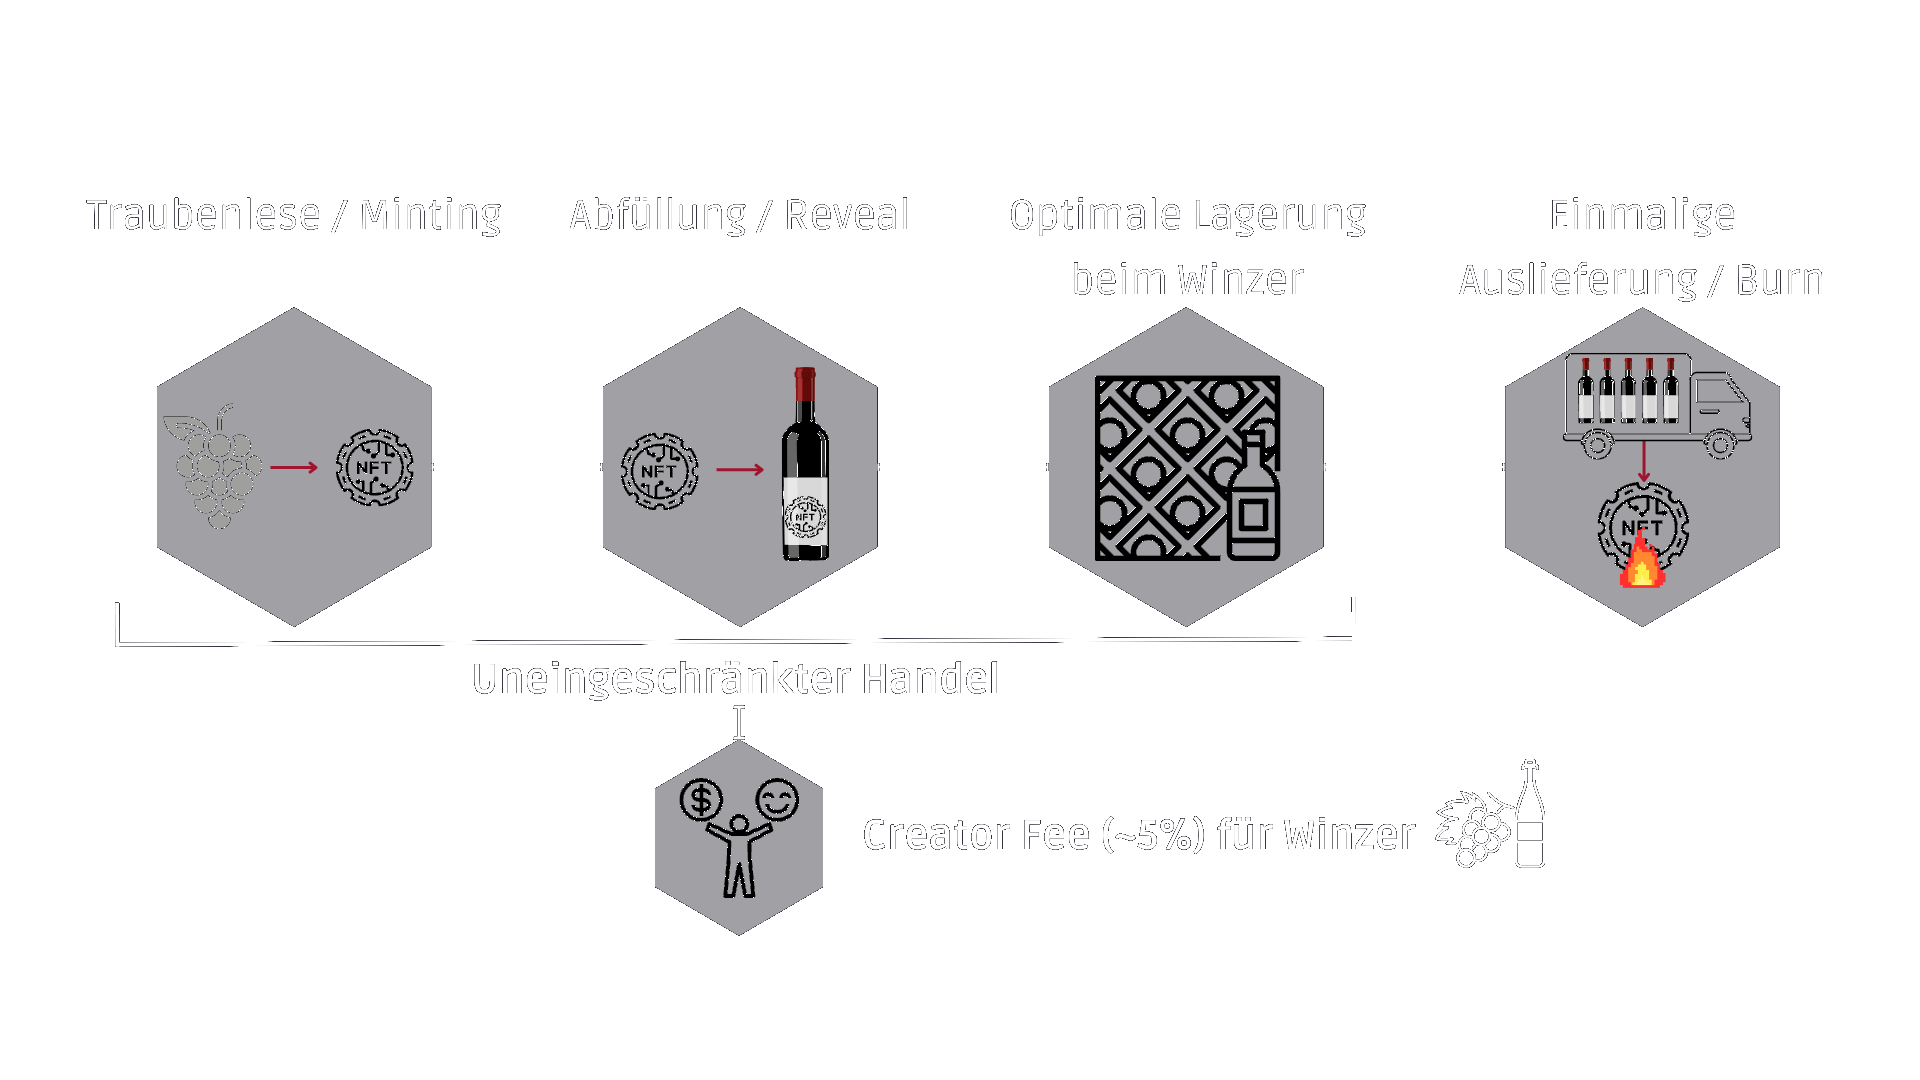 Traubenlese / Minting
Abfüllung / Reveal
Optimale Lagerung
beim Winzer
Einmalige
Auslieferung / Burn
NFT
NFT
NFT
NFT
Uneingeschränkter Handel
$
Creator Fee (~5%) für Winzer